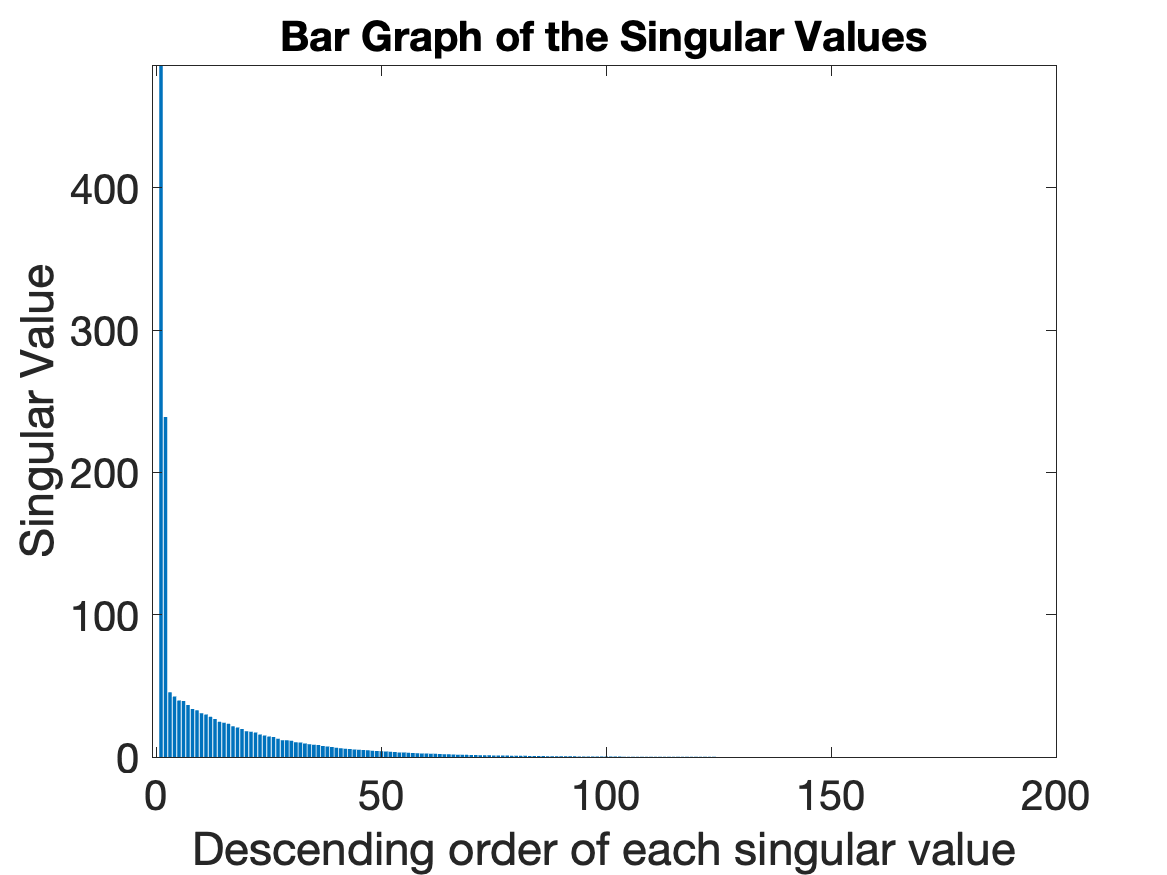 Bar Graph of the Singular Values
Singular Value
400
300
200
100
0
0 50 100 150 200
Descending order of each singular value